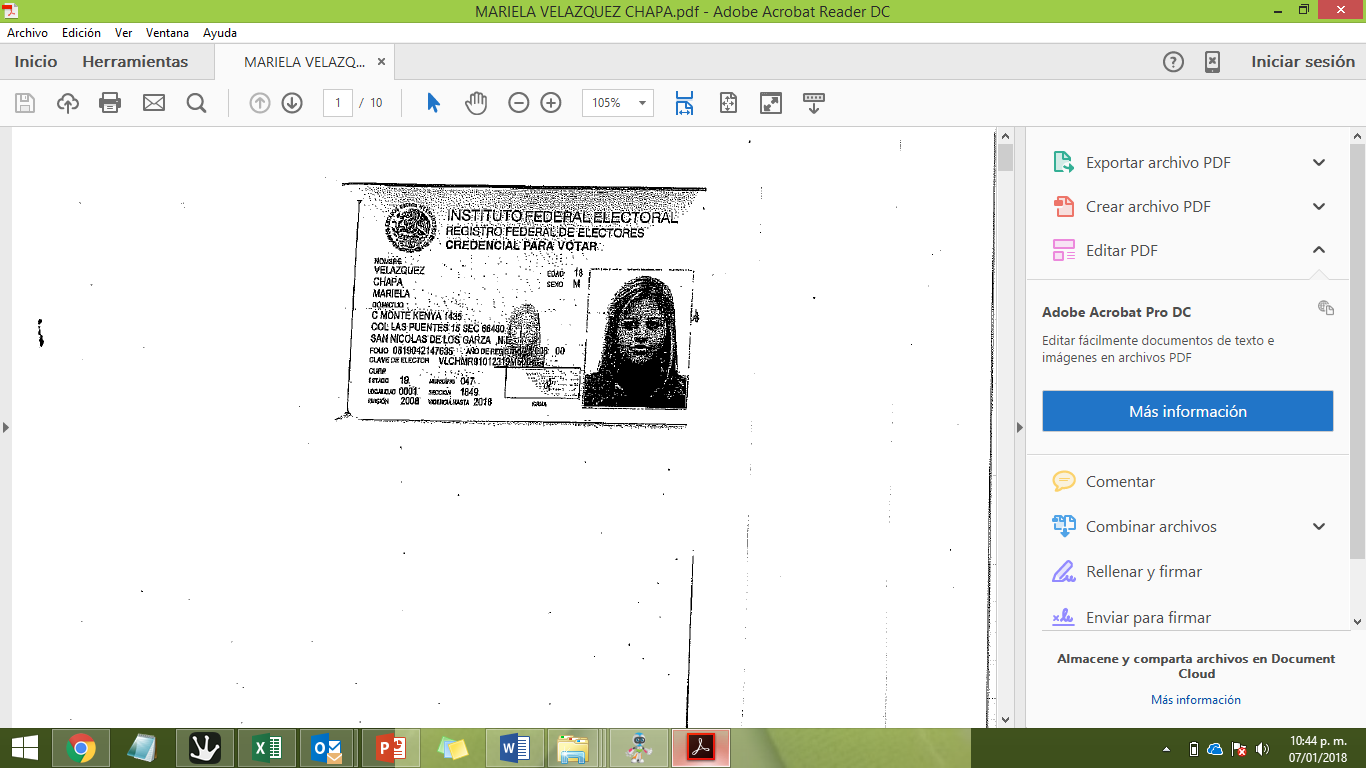 MARIELA VELAZQUEZ CHAPA.pdf - Adobe Acrobat Reader DC
Archivo Edición Ver Ventana Ayuda
Inicio Herramientas MARIELA VELAZQ... Iniciar sesión
1 / 10 105%
INSTITUTO FEDERAL ELECTORAL
REGISTRO FEDERAL DE ELECTORES
CREDENCIAL PARA VOTAR
NOMBRE
VELAZQUEZ
CHAPA
MARIELA
EDAD 18
SEXO M
DOMICILIO
C MONTE KENYA 1435
COL LAS PUENTES 15 SEC 66460
SAN NICOLAS DE LOS GARZA ,N.L.
FOLIO 0819042147635 AÑO DE 00
CLAVE DE ELECTOR
CURP
ESTADO 19 MUNICIPIO 047
LOCALIDAD 0001 SECCIÓN 1849
EMISIÓN 2008 VIGENCIA HASTA 2018
FIRMA
Exportar archivo PDF
Crear archivo PDF
Editar PDF
Adobe Acrobat Pro DC
Editar fácilmente documentos de texto e
imágenes en archivos PDF
Más información
Comentar
Combinar archivos
Rellenar y firmar
Enviar para firmar
Almacene y comparta archivos en Document
Cloud
Más información
10:44 p. m.
07/01/2018